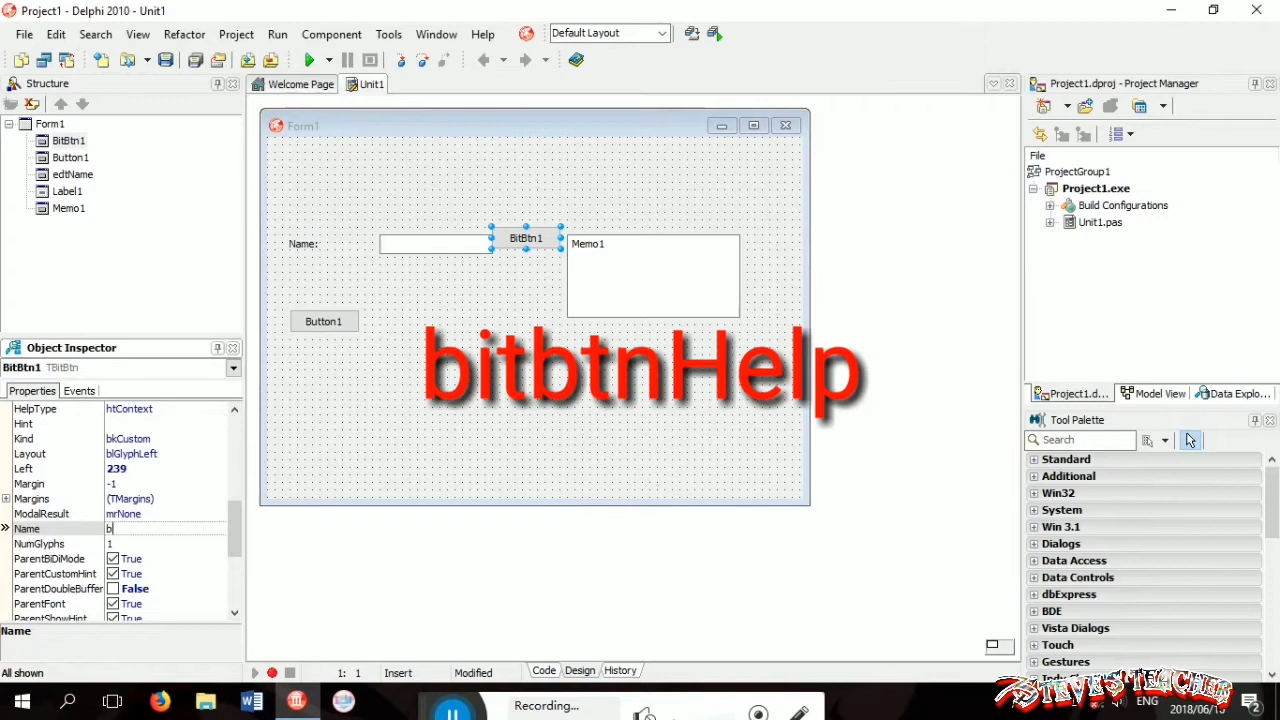 Project1 - Delphi 2010 - Unit1
File Edit Search View Refactor Project Run Component Tools Window Help
Default Layout
Structure
Welcome Page
Unit1
Project1.dproj - Project Manager
Form1
BitBtn1
Button1
edtName
Label1
Memo1
Form1
Name:
BitBtn1
Memo1
Button1
bitbtnHelp
File
ProjectGroup1
Project1.exe
Build Configurations
Unit1.pas
Project1.d...
Model View
Data Explo...
Object Inspector
BitBtn1 TBitBtn
Properties Events
HelpType htContext
Hint
Kind bkCustom
Layout blGlyphLeft
Left 239
Margin -1
Margins (TMargins)
ModalResult mrNone
Name b
NumGlyphs 1
ParentBiDiMode True
ParentCustomHint True
ParentDoubleBuffer False
ParentFont True
ParentShowHint True
Name
All shown
Tool Palette
Search
Standard
Additional
Win32
System
Win 3.1
Dialogs
Data Access
Data Controls
dbExpress
BDE
Vista Dialogs
Touch
Gestures
1: 1
Insert
Modified
Code
Design
History
Recording...
ENG
2018/06/
2